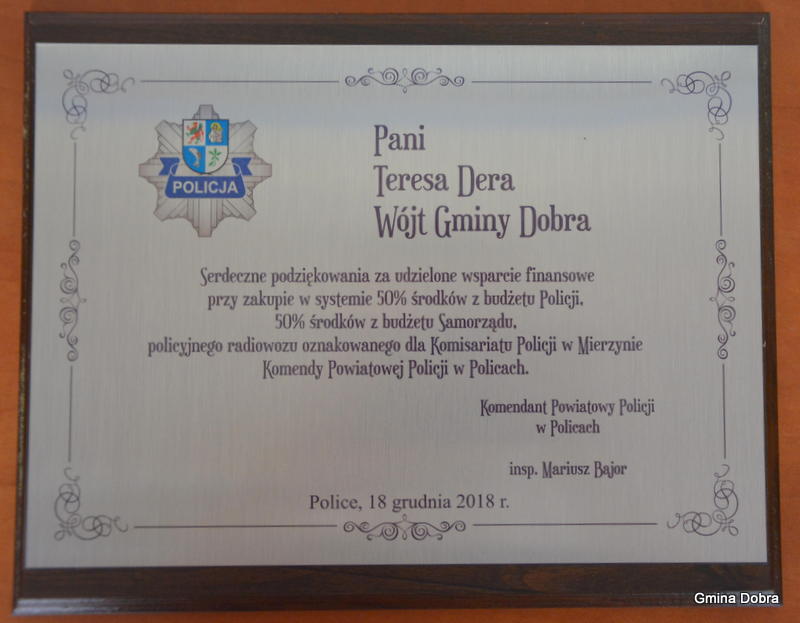 POLICJA
Pani
Teresa Dera
Wójt Gminy Dobra
Serdeczne podziękowania za udzielone wsparcie finansowe
przy zakupie w systemie 50% środków z budżetu Policji,
50% środków z budżetu Samorządu,
policyjnego radiowozu oznakowanego dla Komisariatu Policji w Mierzynie
Komendy Powiatowej Policji w Policach.
Komendant Powiatowy Policji
w Policach
insp. Mariusz Bajor
Police, 18 grudnia 2018 r.
Gmina Dobra